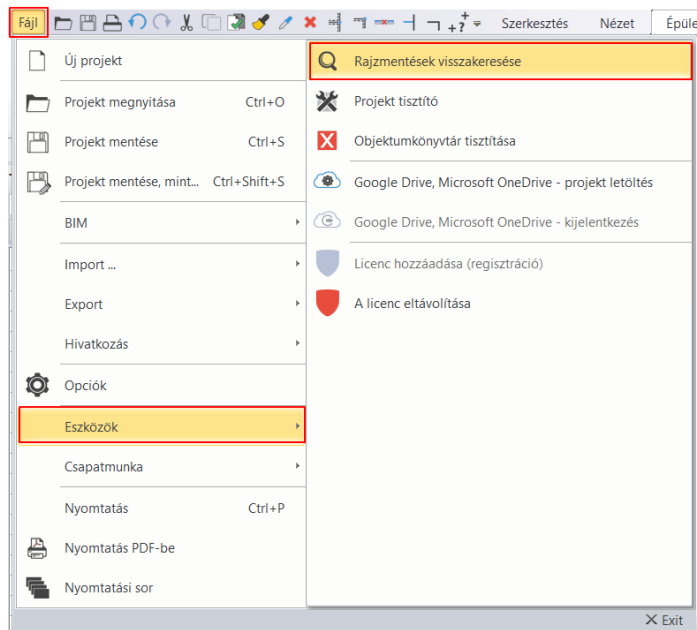 Fájl Szerkesztés Nézet Épüle
Új projekt
Projekt megnyitása Ctrl+O
Projekt mentése Ctrl+S
Projekt mentése, mint... Ctrl+Shift+S
BIM
Import ...
Export
Hivatkozás
Opciók
Eszközök
Csapatmunka
Nyomtatás Ctrl+P
Nyomtatás PDF-be
Nyomtatási sor
Rajzmentések visszakeresése
Projekt tisztító
Objektumkönyvtár tisztítása
Google Drive, Microsoft OneDrive - projekt letöltés
Google Drive, Microsoft OneDrive - kijelentkezés
Licenc hozzáadása (regisztráció)
A licenc eltávolítása
Exit